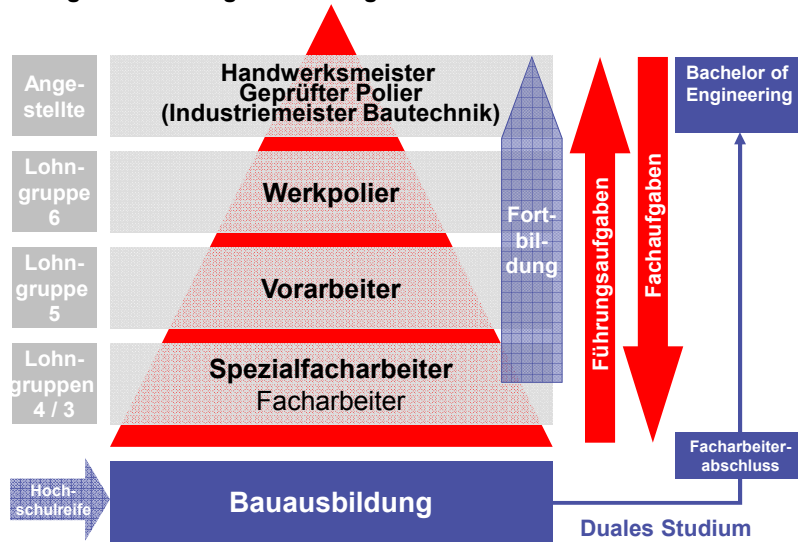 Ange-
stellte
Handwerksmeister
Geprüfter Polier
(Industriemeister Bautechnik)
Bachelor of
Engineering
Lohn-
gruppe
6
Werkpolier
Fort-
bil-
dung
Führungsaufgaben
Fachaufgaben
Lohn-
gruppe
5
Vorarbeiter
Lohn-
gruppen
4 / 3
Spezialfacharbeiter
Facharbeiter
Facharbeiter-
abschluss
Hoch-
schulreife
Bauausbildung
Duales Studium